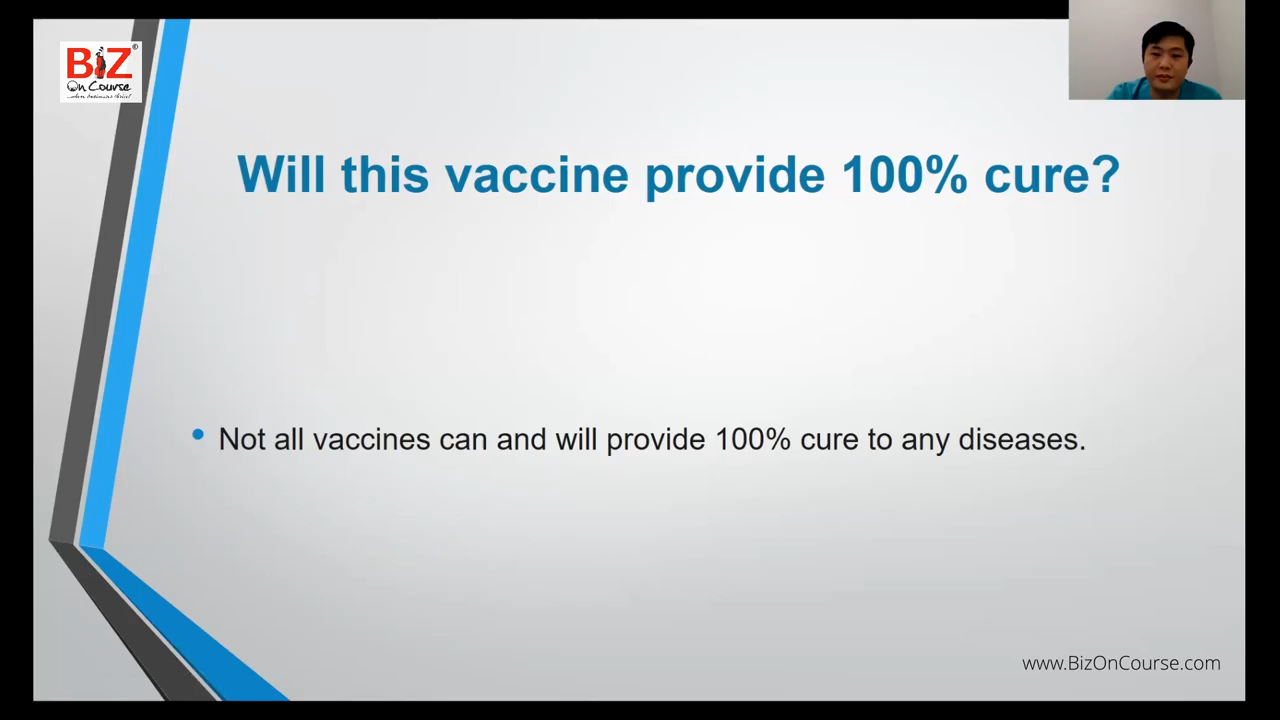 BiZ
On Course
Will this vaccine provide 100% cure?
Not all vaccines can and will provide 100% cure to any diseases.
www.BizOnCourse.com